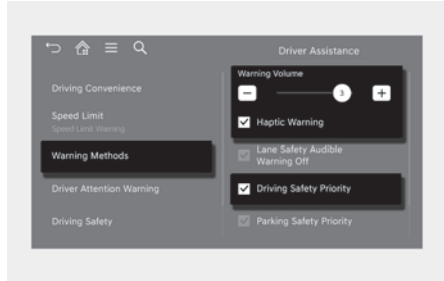 Driver Assistance
Driving Convenience
Speed Limit
Speed Limit Warning
Warning Methods
Driver Attention Warning
Driving Safety
Warning Volume
3
Haptic Warning
Lane Safety Audible
Warning Off
Driving Safety Priority
Parking Safety Priority